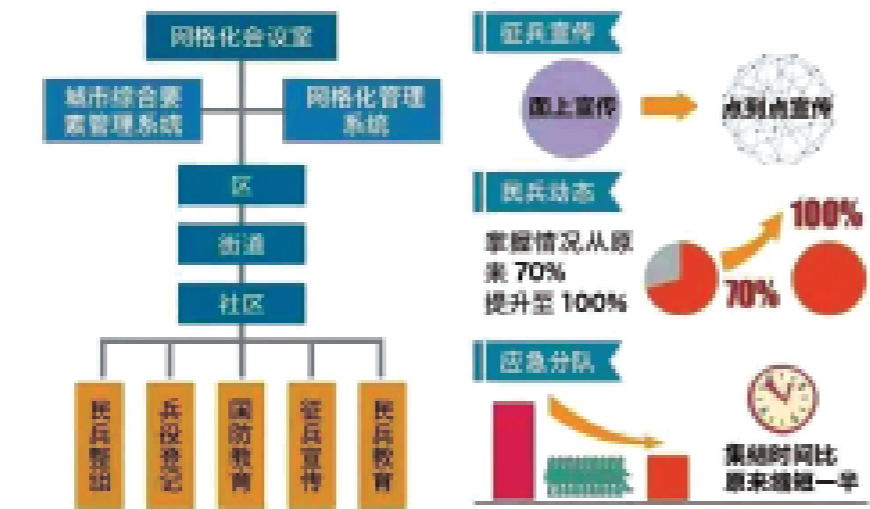 网格化会议室
城市综合要
素管理系统
网格化管理
系统
区
街道
社区
民兵整组
兵役登记
国防教育
征兵宣传
民兵教育
征兵宣传
面上宣传
点到点宣传
民兵动态
掌握情况从原
来 70%
提升至 100%
70%
100%
应急分队
集结时间比
原来缩短一半